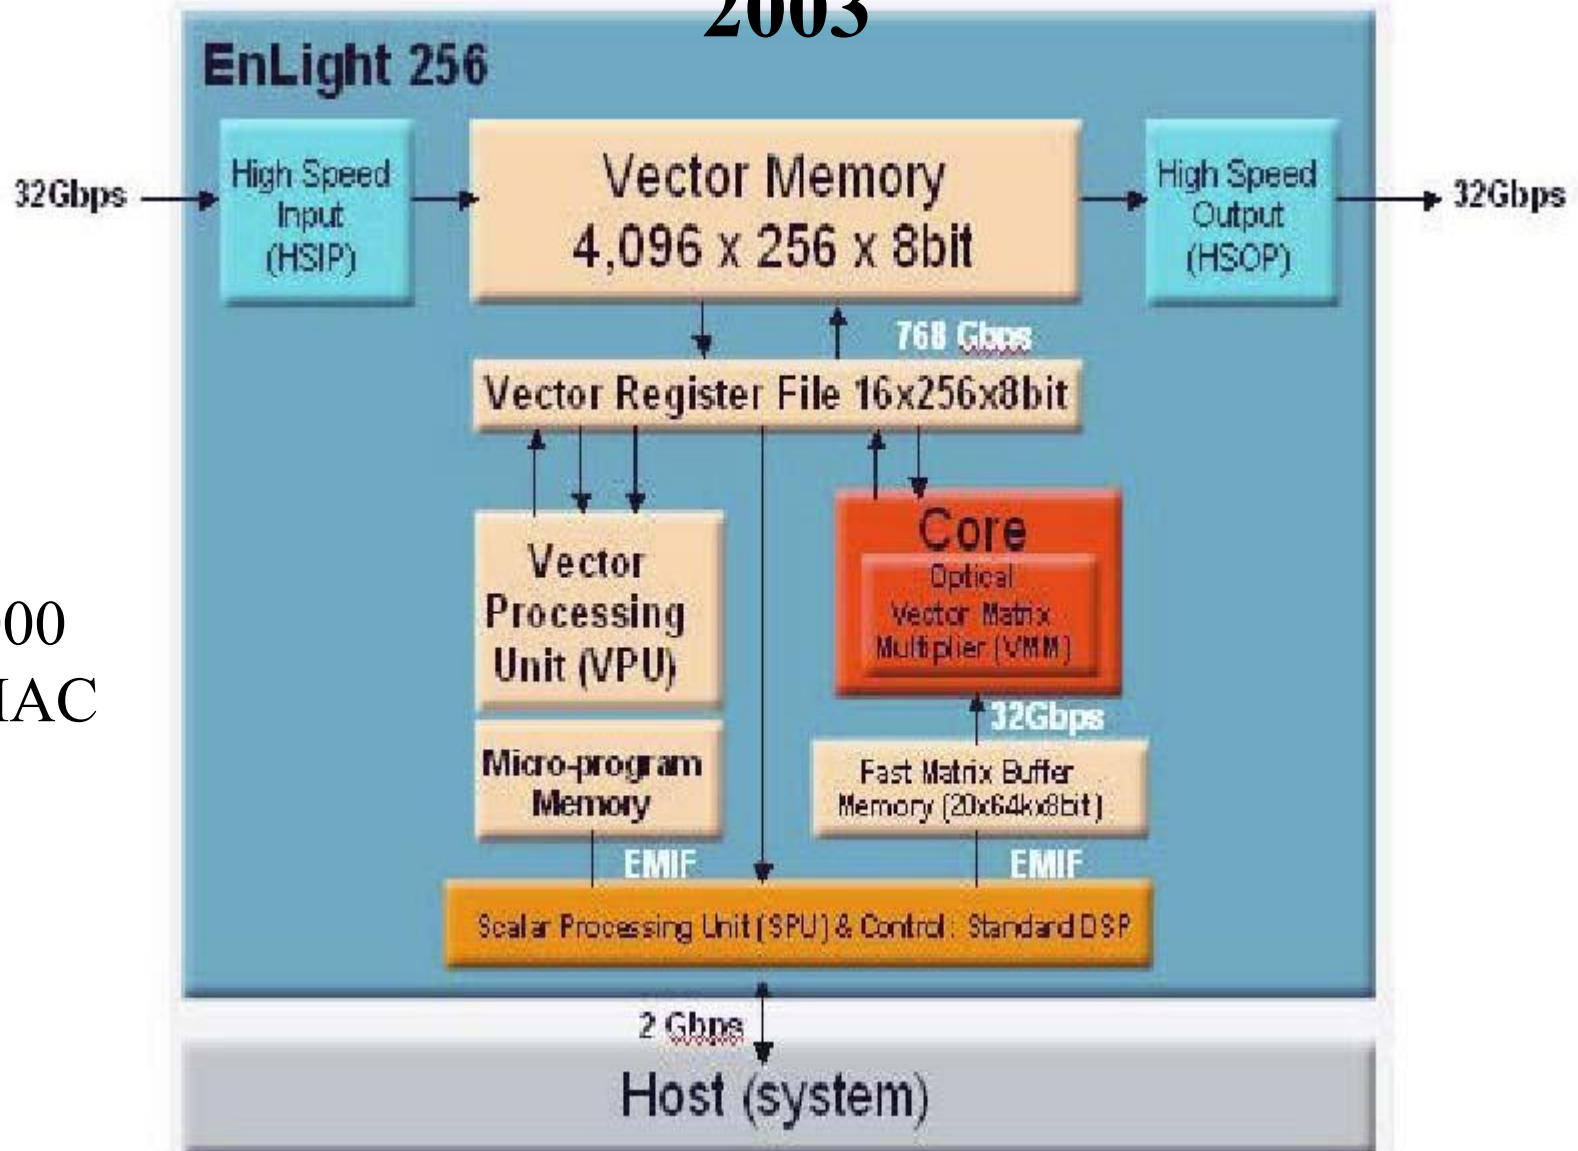 2003
EnLight 256
32Gbps
High Speed
Input
(HSIP)
Vector Memory
4,096 x 256 x 8bit
High Speed
Output
(HSOP)
32Gbps
768 Gbps
Vector Register File 16x256x8bit
Vector
Processing
Unit (VPU)
Core
Optical
Vector Matrix
Multiplier (VMM)
00
IAC
32Gbps
Micro-program
Memory
Fast Matrix Buffer
Memory (20x64kx8bit)
EMIF
EMIF
Scalar Processing Unit (SPU) & Control: Standard DSP
2 Gbps
Host (system)